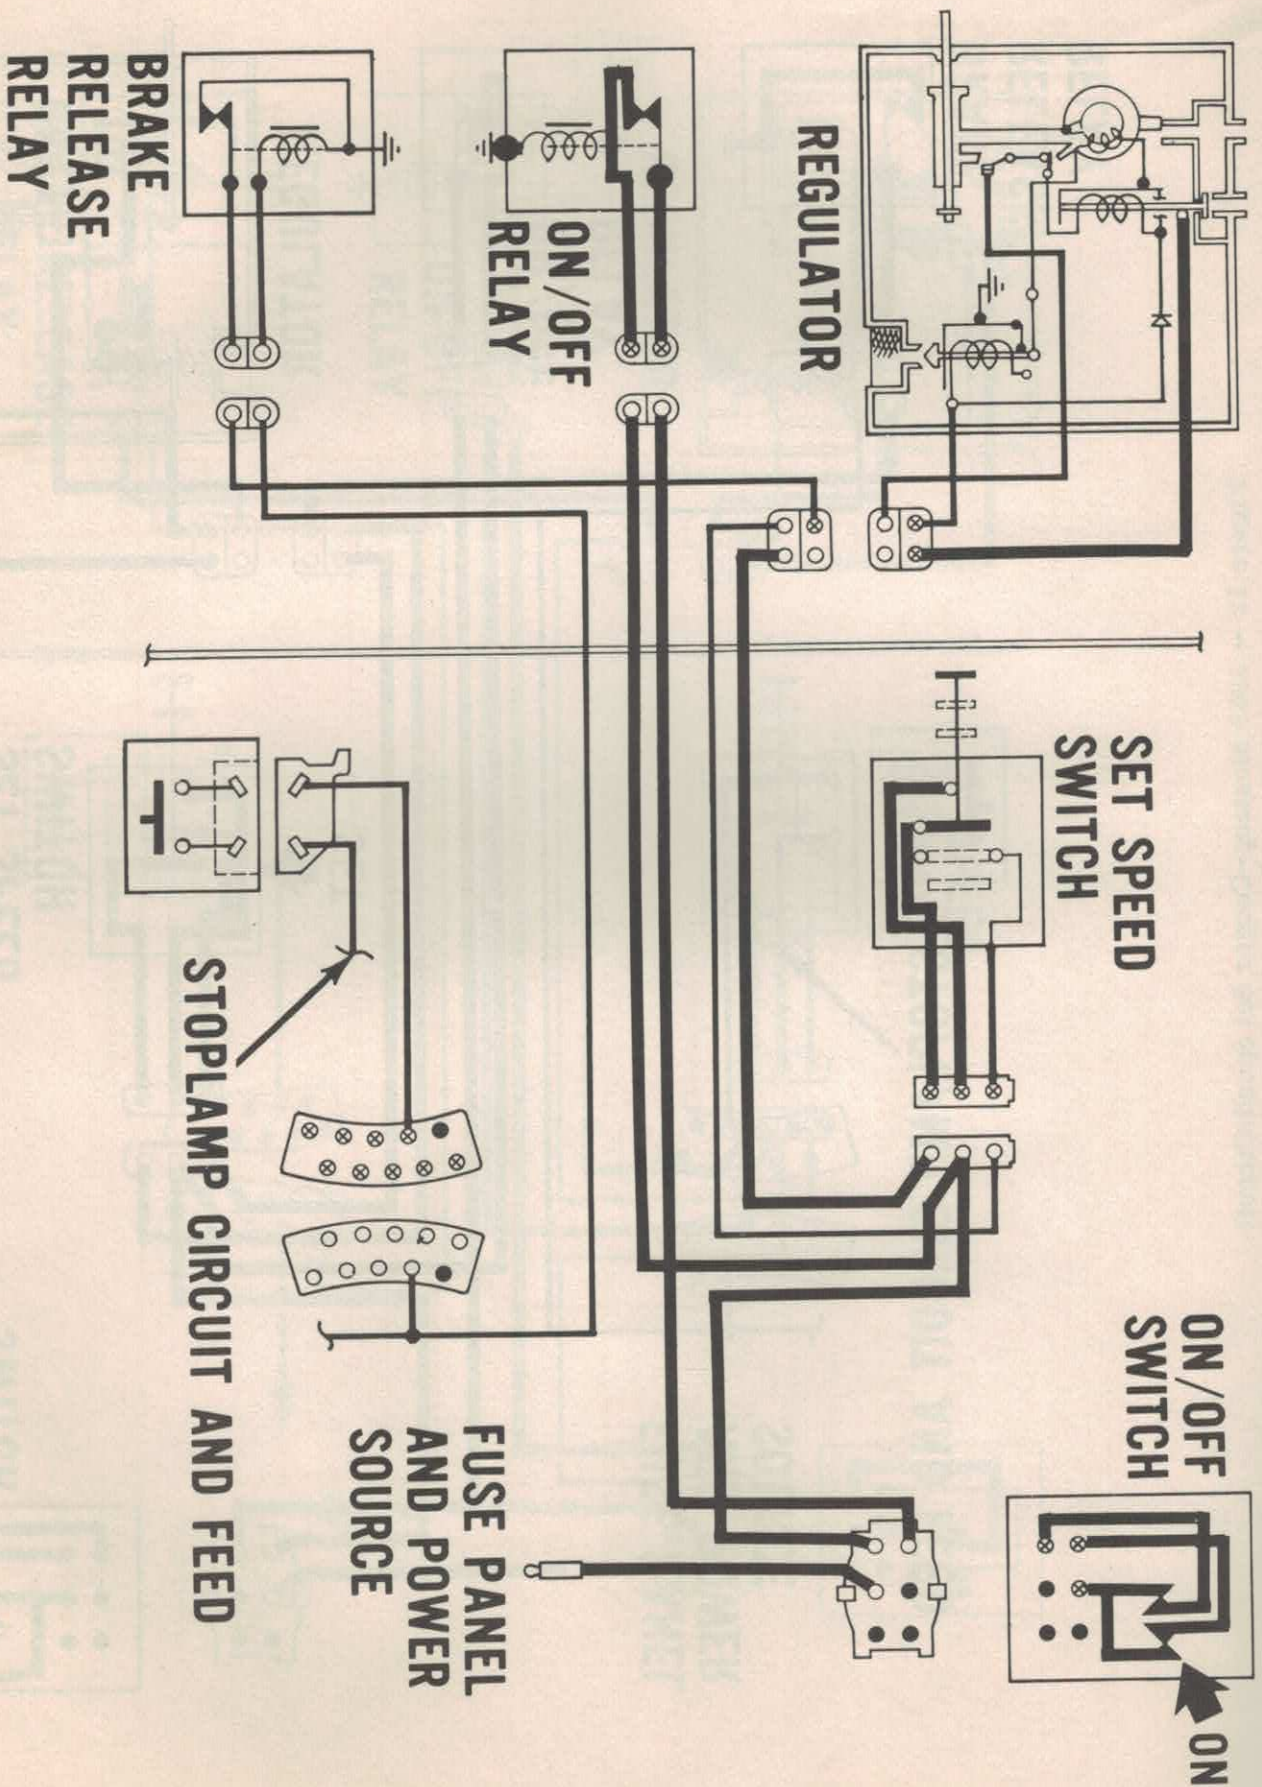 BRAKE
RELEASE
RELAY
ON/OFF
RELAY
REGULATOR
SET SPEED
SWITCH
STOPLAMP CIRCUIT AND FEED
ON/OFF
SWITCH
FUSE PANEL
AND POWER
SOURCE
ON